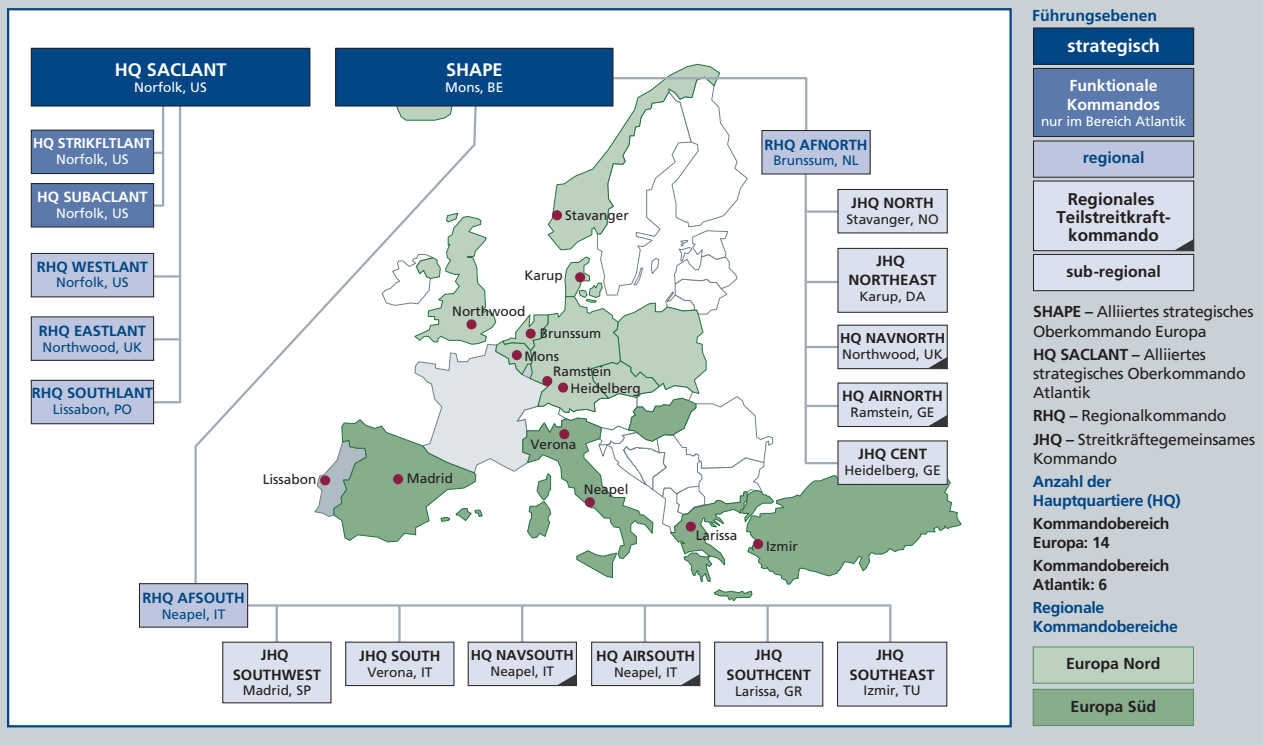 HQ SACLANT
Norfolk, US
SHAPE
Mons, BE
HQ STRIKFLTLANT
Norfolk, US
HQ SUBACLANT
Norfolk, US
RHQ WESTLANT
Norfolk, US
RHQ EASTLANT
Northwood, UK
RHQ SOUTHLANT
Lissabon, PO
RHQ AFNORTH
Brunssum, NL
JHQ NORTH
Stavanger, NO
JHQ
NORTHEAST
Karup, DA
HQ NAVNORTH
Northwood, UK
HQ AIRNORTH
Ramstein, GE
JHQ CENT
Heidelberg, GE
Stavanger
Karup
Northwood
Brunssum
Mons
Ramstein
Heidelberg
Verona
Lissabon
Madrid
Neapel
Larissa
Izmir
RHQ AFSOUTH
Neapel, IT
JHQ
SOUTHWEST
Madrid, SP
JHQ SOUTH
Verona, IT
HQ NAVSOUTH
Neapel, IT
HQ AIRSOUTH
Neapel, IT
JHQ
SOUTHCENT
Larissa, GR
JHQ
SOUTHEAST
Izmir, TU
Führungsebenen
strategisch
Funktionale
Kommandos
nur im Bereich Atlantik
regional
Regionales
Teilstreitkraft-
kommando
sub-regional
SHAPE – Alliiertes strategisches
Oberkommando Europa
HQ SACLANT – Alliiertes
strategisches Oberkommando
Atlantik
RHQ – Regionalkommando
JHQ – Streitkräftegemeinsames
Kommando
Anzahl der
Hauptquartiere (HQ)
Kommandobereich
Europa: 14
Kommandobereich
Atlantik: 6
Regionale
Kommandobereiche
Europa Nord
Europa Süd